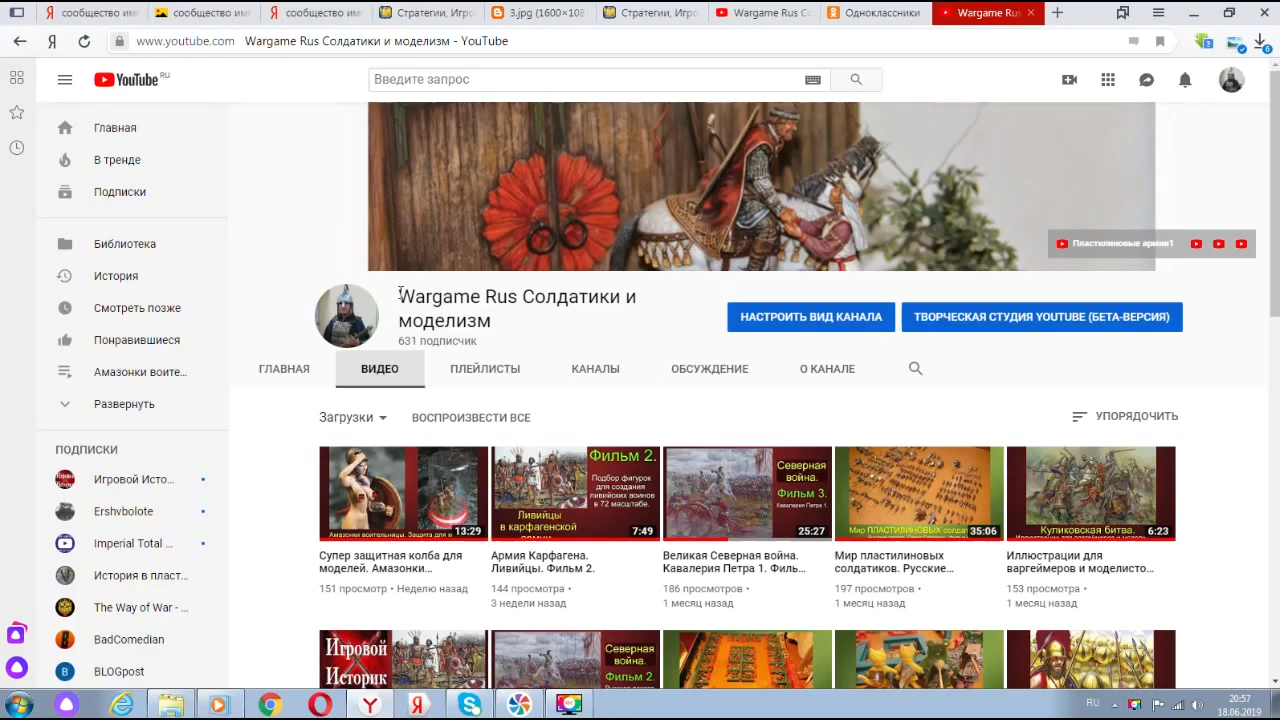 сообщество им
сообщество им
сообщество им
Стратегии, Игро
3.jpg (1600×108
Стратегии, Игро
Wargame Rus Со
Одноклассники
Wargame Rus
www.youtube.com Wargame Rus Солдатики и моделизм - YouTube
YouTube RU
Введите запрос
Главная
В тренде
Подписки
Библиотека
История
Смотреть позже
Понравившиеся
Амазонки воите...
Развернуть
ПОДПИСКИ
Игровой Исто...
Ershvbolote
Imperial Total ...
История в пласт...
The Way of War - ...
BadComedian
BLOGpost
Пластилиновые армии1
Wargame Rus Солдатики и
моделизм
631 подписчик
НАСТРОИТЬ ВИД КАНАЛА
ТВОРЧЕСКАЯ СТУДИЯ YOUTUBE (БЕТА-ВЕРСИЯ)
ГЛАВНАЯ
ВИДЕО
ПЛЕЙЛИСТЫ
КАНАЛЫ
ОБСУЖДЕНИЕ
О КАНАЛЕ
Загрузки
ВОСПРОИЗВЕСТИ ВСЕ
УПОРЯДОЧИТЬ
13:29
Супер защитная колба для
моделей. Амазонки...
151 просмотр • Неделю назад
Фильм 2.
Подбор фигурок
для создания
ливийских воинов
в 72 масштабе.
Ливийцы
в карфагенской
7:49
Армия Карфагена.
Ливийцы. Фильм 2.
144 просмотра •
3 недели назад
Северная
война.
Фильм 3.
Кавалерия Петра 1.
25:27
Великая Северная война.
Кавалерия Петра 1. Филь...
186 просмотров •
1 месяц назад
Мир ПЛАСТИЛИНОВЫХ солдат
35:06
Мир пластиновых
солдатиков. Русские...
197 просмотров •
1 месяц назад
Куликовская битва.
6:23
Иллюстрации для
варгеймеров и моделисто...
153 просмотра •
1 месяц назад
Игровой
Историк
Северная
война.
Фильм 2.
RU
20:57
18.06.2019